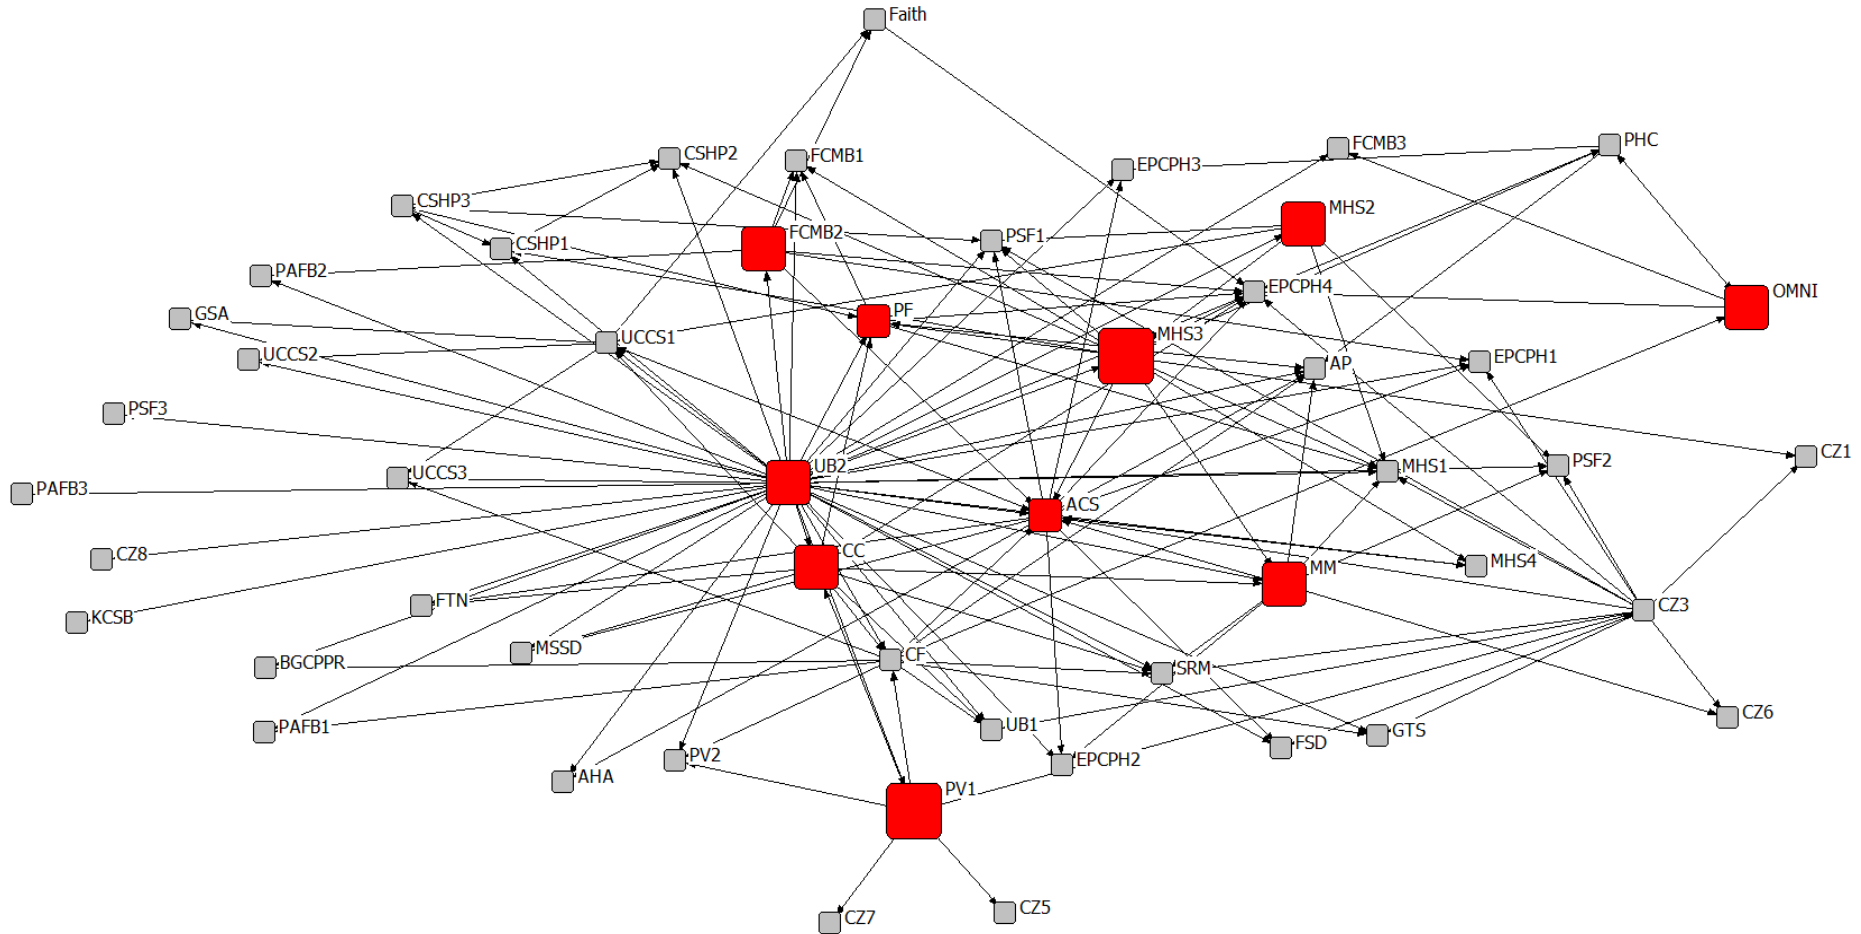 Faith
FCMB3
PHC
CSHP2
FCMB1
EPCPH3
CSHP3
MHS2
FCMB2
PSF1
CSHP1
PAFB2
EPCPH4
OMNI
GSA
PF
UCCS1
MHS3
UCCS2
AP
EPCPH1
PSF3
CZ1
UB2
MHS1
PSF2
UCCS3
PAFB3
ACS
CZ8
CC
MHS4
MM
FTN
CZ3
KCSB
MSSD
CF
BGCPPR
SRM
CZ6
UB1
PAFB1
GTS
FSD
PV2
EPCPH2
AHA
PV1
CZ5
CZ7